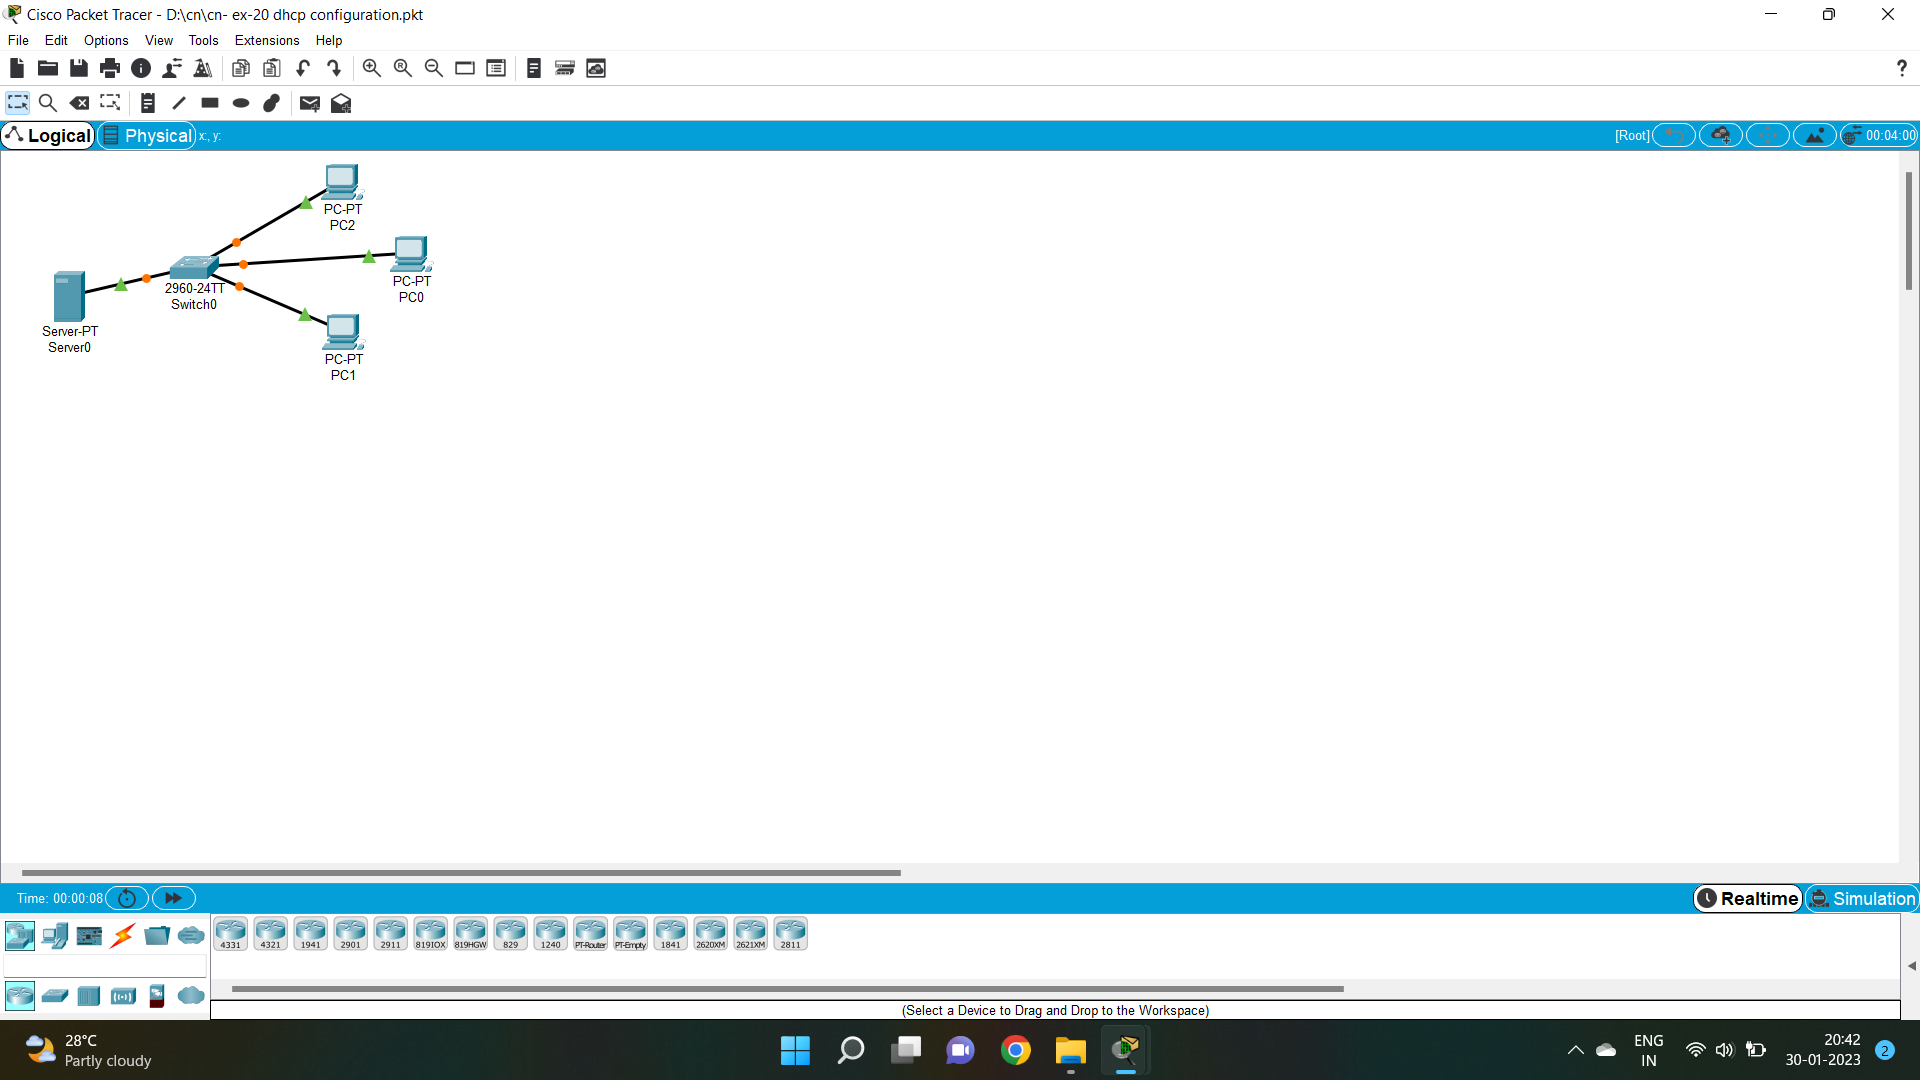 Cisco Packet Tracer - D:\cn\cn- ex-20 dhcp configuration.pkt
File Edit Options View Tools Extensions Help
?
Logical Physical x:, y: [Root] 00:04:00
PC-PT
PC2
PC-PT
PC0
2960-24TT
Switch0
Server-PT
Server0
PC-PT
PC1
Time: 00:00:08 Realtime Simulation
4331 4321 1941 2901 2911 819IOX 819HGW 829 1240 PT-Router PT-Empty 1841 2620XM 2621XM 2811
(Select a Device to Drag and Drop to the Workspace)
28°C
Partly cloudy
ENG
IN
20:42
30-01-2023
2